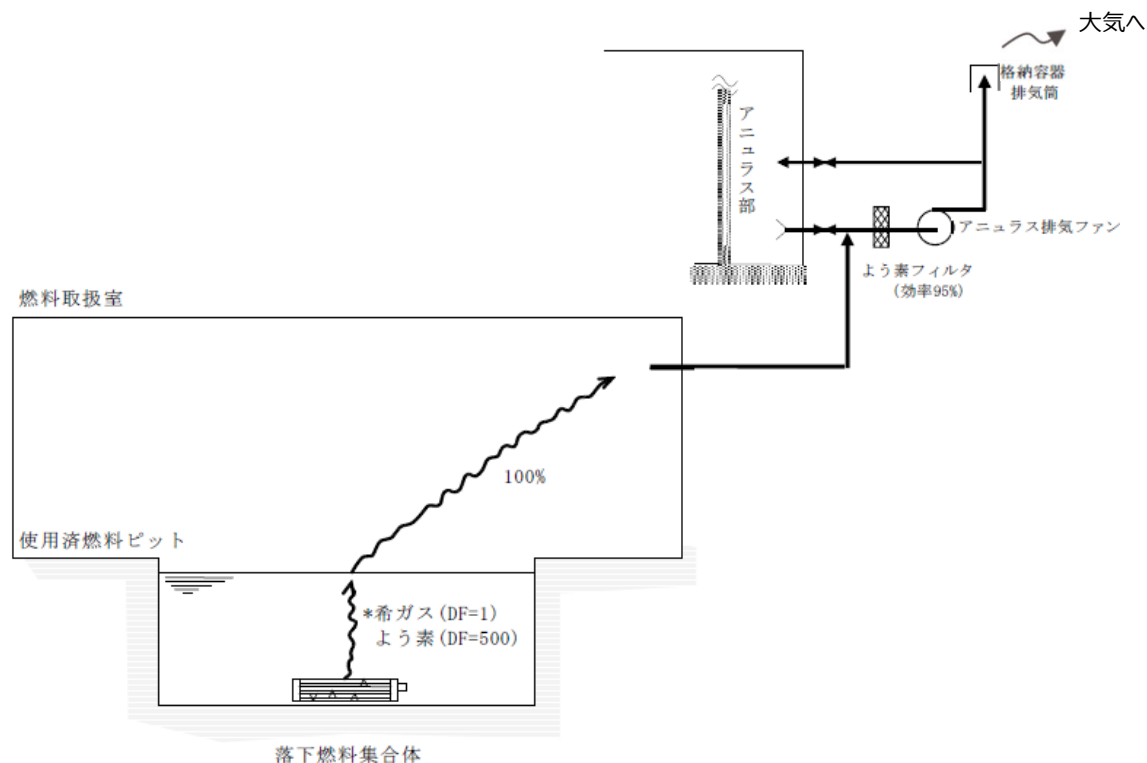 大気へ
格納容器
排気筒
アニュラス部
アニュラス排気ファン
よう素フィルタ
(効率95%)
燃料取扱室
100%
使用済燃料ピット
*希ガス(DF=1)
よう素(DF=500)
落下燃料集合体